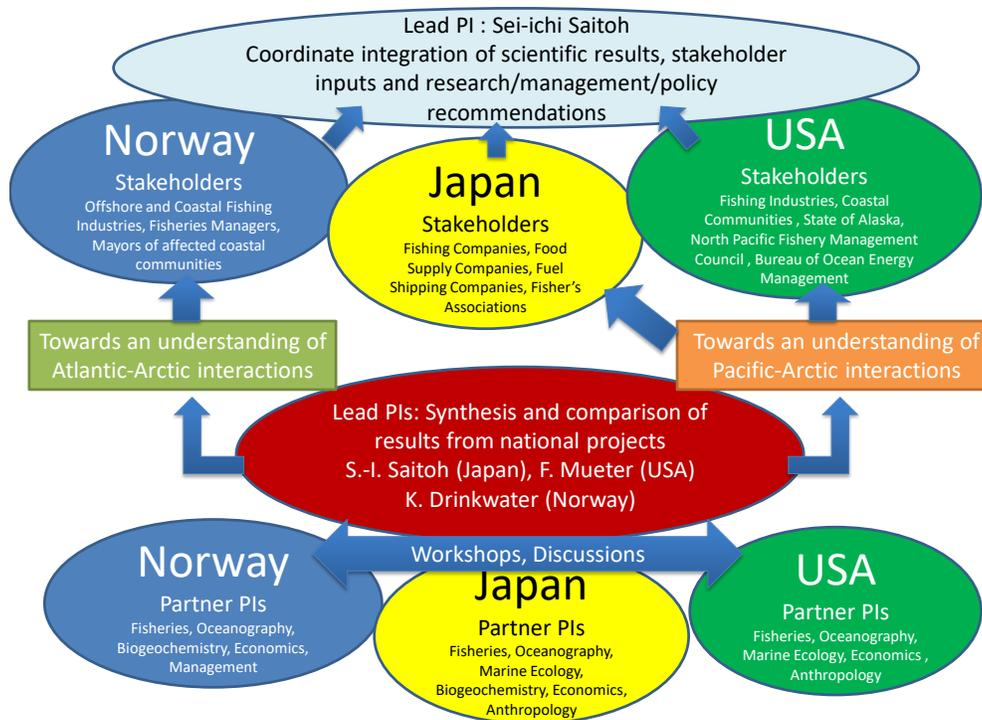 Lead PI : Sei-ichi Saitoh
Coordinate integration of scientific results, stakeholder
inputs and research/management/policy
recommendations
Norway
Stakeholders
Offshore and Coastal Fishing
Industries, Fisheries Managers,
Mayors of affected coastal
communities
Japan
Stakeholders
Fishing Companies, Food
Supply Companies, Fuel
Shipping Companies, Fisher’s
Associations
USA
Stakeholders
Fishing Industries, Coastal
Communities , State of Alaska,
North Pacific Fishery Management
Council , Bureau of Ocean Energy
Management
Towards an understanding of
Atlantic-Arctic interactions
Towards an understanding of
Pacific-Arctic interactions
Lead PIs: Synthesis and comparison of
results from national projects
S.-I. Saitoh (Japan), F. Mueter (USA)
K. Drinkwater (Norway)
Workshops, Discussions
Norway
Partner PIs
Fisheries, Oceanography,
Biogeochemistry, Economics,
Management
Japan
Partner PIs
Fisheries, Oceanography,
Marine Ecology,
Biogeochemistry, Economics,
Anthropology
USA
Partner PIs
Fisheries, Oceanography,
Marine Ecology, Economics ,
Anthropology